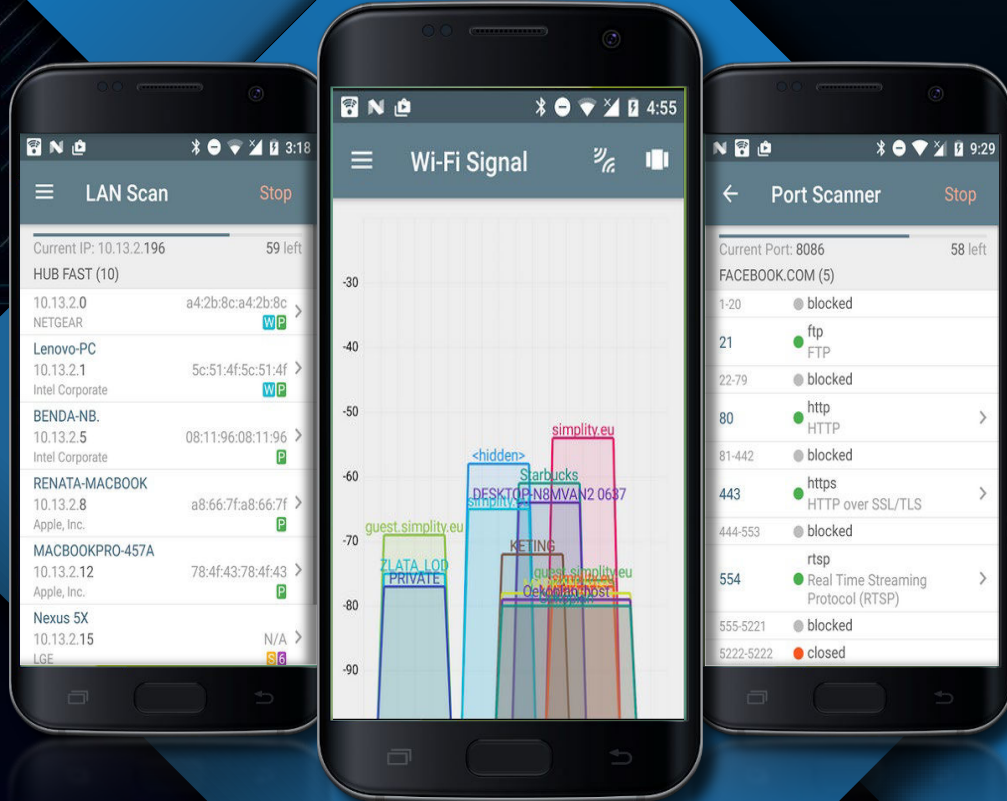 3:18
LAN Scan
Stop
Current IP: 10.13.2.196
59 left
HUB FAST (10)
10.13.2.0
a4:2b:8c:a4:2b:8c
NETGEAR
W P
Lenovo-PC
10.13.2.1
5c:51:4f:5c:51:4f
Intel Corporate
W P
BENDA-NB.
10.13.2.5
08:11:96:08:11:96
Intel Corporate
P
RENATA-MACBOOK
10.13.2.8
a8:66:7f:a8:66:7f
Apple, Inc.
P
MACBOOKPRO-457A
10.13.2.12
78:4f:43:78:4f:43
Apple, Inc.
P
Nexus 5X
10.13.2.15
N/A
LGE
S 6
4:55
Wi-Fi Signal
-30
-40
-50
-60
-70
-80
-90
simplity.eu
<hidden>
Starbucks
DESKTOP-N8MVAN2 0637
simplity.eu
guest.simplity.eu
KETING
ZLATA_LOD
guest.simplity.eu
PRIVATE
9:29
Port Scanner
Stop
Current Port: 8086
58 left
FACEBOOK.COM (5)
1-20
blocked
21
ftp
FTP
22-79
blocked
80
http
HTTP
81-442
blocked
443
https
HTTP over SSL/TLS
444-553
blocked
554
rtsp
Real Time Streaming
Protocol (RTSP)
555-5221
blocked
5222-5222
closed